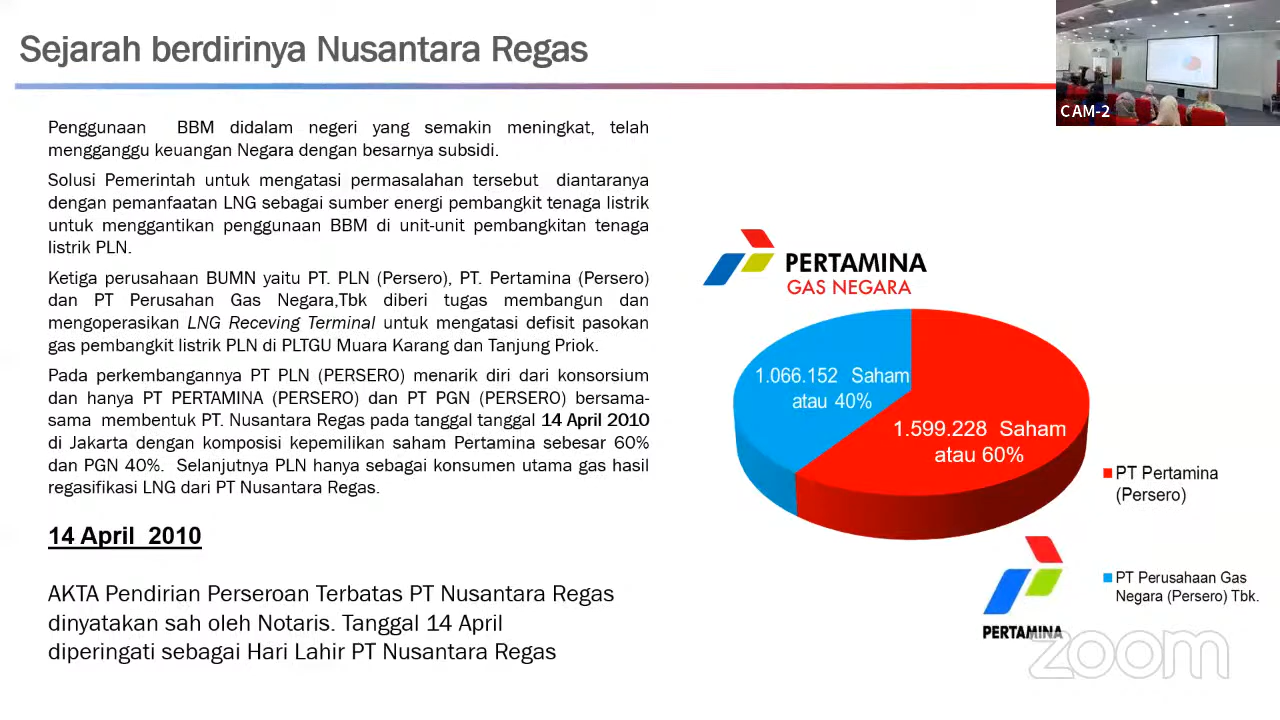 Sejarah berdirinya Nusantara Regas
CAM-2
Penggunaan BBM didalam negeri yang semakin meningkat, telah
mengganggu keuangan Negara dengan besarnya subsidi.
Solusi Pemerintah untuk mengatasi permasalahan tersebut diantaranya
dengan pemanfaatan LNG sebagai sumber energi pembangkit tenaga listrik
untuk menggantikan penggunaan BBM di unit-unit pembangkitan tenaga
listrik PLN.
Ketiga perusahaan BUMN yaitu PT. PLN (Persero), PT. Pertamina (Persero)
dan PT Perusahan Gas Negara,Tbk diberi tugas membangun dan
mengoperasikan LNG Receving Terminal untuk mengatasi defisit pasokan
gas pembangkit listrik PLN di PLTGU Muara Karang dan Tanjung Priok.
Pada perkembangannya PT PLN (PERSERO) menarik diri dari konsorsium
dan hanya PT PERTAMINA (PERSERO) dan PT PGN (PERSERO) bersama-
sama membentuk PT. Nusantara Regas pada tanggal tanggal 14 April 2010
di Jakarta dengan komposisi kepemilikan saham Pertamina sebesar 60%
dan PGN 40%. Selanjutnya PLN hanya sebagai konsumen utama gas hasil
regasifikasi LNG dari PT Nusantara Regas.
14 April 2010
AKTA Pendirian Perseroan Terbatas PT Nusantara Regas
dinyatakan sah oleh Notaris. Tanggal 14 April
diperingati sebagai Hari Lahir PT Nusantara Regas
PERTAMINA
GAS NEGARA
1.066.152 Saham
atau 40%
1.599.228 Saham
atau 60%
PT Pertamina
(Persero)
PT Perusahaan Gas
Negara (Persero) Tbk.
PERTAMINA
zoom